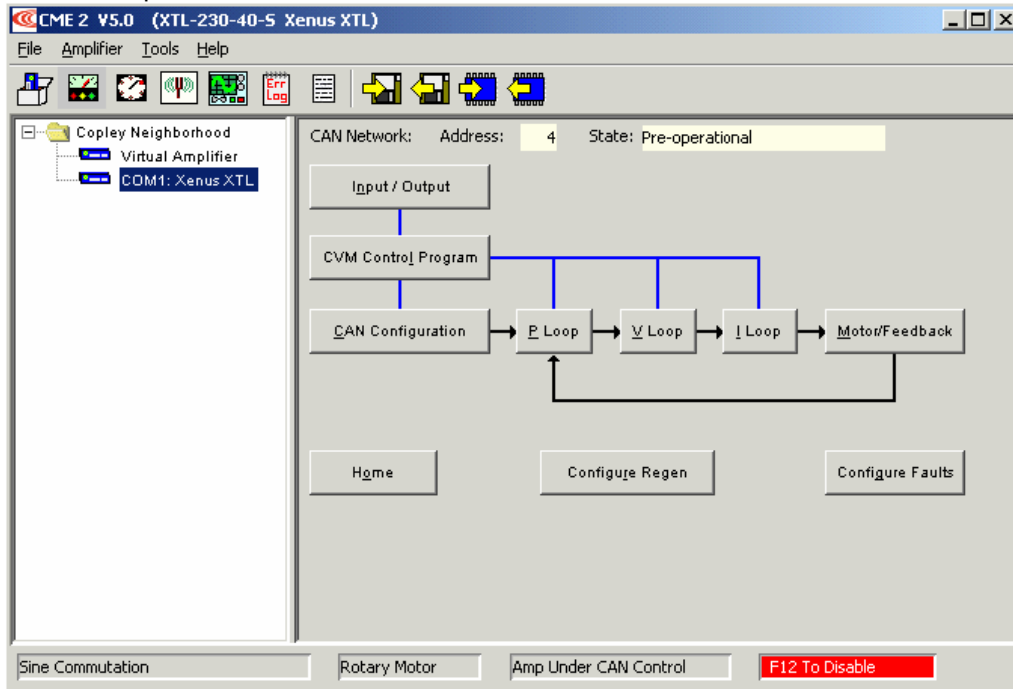 CME 2 V5.0 (XTL-230-40-S Xenus XTL)
File Amplifier Tools Help
Err
Log
Copley Neighborhood
Virtual Amplifier
COM1: Xenus XTL
CAN Network: Address: 4 State: Pre-operational
Input / Output
CVM Control Program
CAN Configuration P Loop V Loop I Loop Motor/Feedback
Home Configure Regen Configure Faults
Sine Commutation Rotary Motor Amp Under CAN Control F12 To Disable